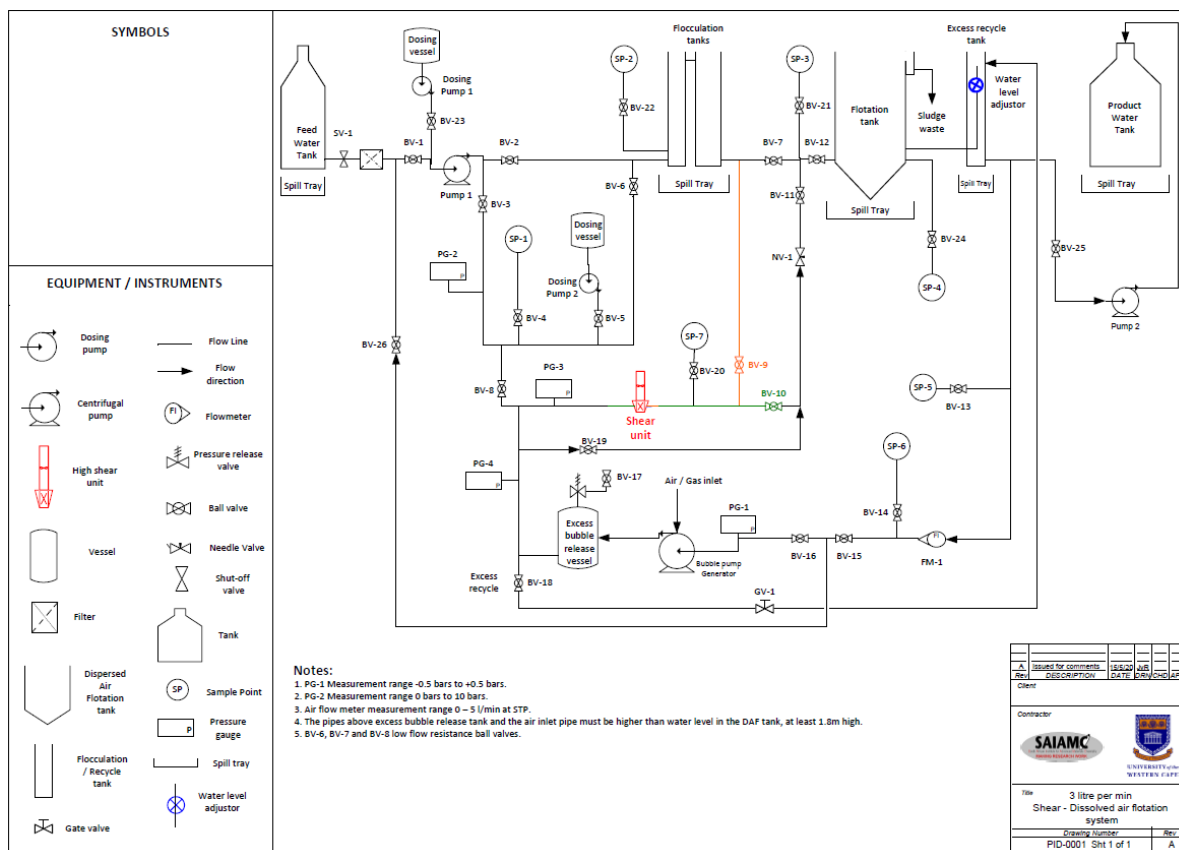 SYMBOLS
EQUIPMENT / INSTRUMENTS
Dosing
pump
Flow Line
Flow
direction
Centrifugal
pump
FI
Flowmeter
High shear
unit
Pressure release
valve
Ball valve
Vessel
Needle Valve
Shut-off
valve
Filter
Tank
Dispersed
Air
Flotation
tank
SP
Sample Point
P
Pressure
gauge
Flocculation
/ Recycle
tank
Spill tray
Water level
adjustor
Gate valve
Feed
Water
Tank
Spill Tray
SV-1
BV-1
Dosing
vessel
Dosing
Pump 1
BV-23
Pump 1
BV-2
BV-3
SP-2
BV-22
Flocculation
tanks
Spill Tray
BV-6
BV-7
SP-3
BV-21
BV-12
BV-11
NV-1
Flotation
tank
Spill Tray
Sludge
waste
Excess recycle
tank
Water
level
adjustor
Spill Tray
Product
Water
Tank
Spill Tray
BV-24
SP-4
BV-25
Pump 2
PG-2
P
SP-1
BV-4
Dosing
vessel
Dosing
Pump 2
BV-5
BV-26
BV-8
PG-3
P
Shear
unit
SP-7
BV-20
BV-9
BV-10
BV-19
SP-5
BV-13
SP-6
BV-14
PG-4
P
BV-17
Excess
bubble
release
vessel
Air / Gas inlet
PG-1
P
Bubble pump
Generator
BV-16
BV-15
FI
FM-1
Excess
recycle
BV-18
GV-1
Notes:
1. PG-1 Measurement range -0.5 bars to +0.5 bars.
2. PG-2 Measurement range 0 bars to 10 bars.
3. Air flow meter measurement range 0 – 5 l/min at STP.
4. The pipes above excess bubble release tank and the air inlet pipe must be higher than water level in the DAF tank, at least 1.8m high.
5. BV-6, BV-7 and BV-8 low flow resistance ball valves.
A Issued for comments 15/5/20 JvR
Rev DESCRIPTION DATE DRN CHD
Client
Contractor
SAIAMC
UNIVERSITY of the
WESTERN CAPE
Title
3 litre per min
Shear - Dissolved air flotation
system
Drawing Number Rev
PID-0001 Sht 1 of 1 A